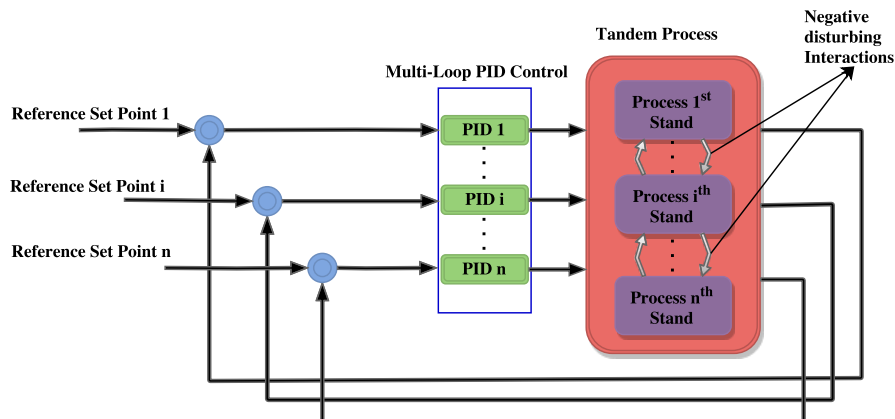 Negative
disturbing
Interactions
Tandem Process
Multi-Loop PID Control
Reference Set Point 1
PID 1
Process 1st
Stand
Reference Set Point i
PID i
Process ith
Stand
Reference Set Point n
PID n
Process nth
Stand